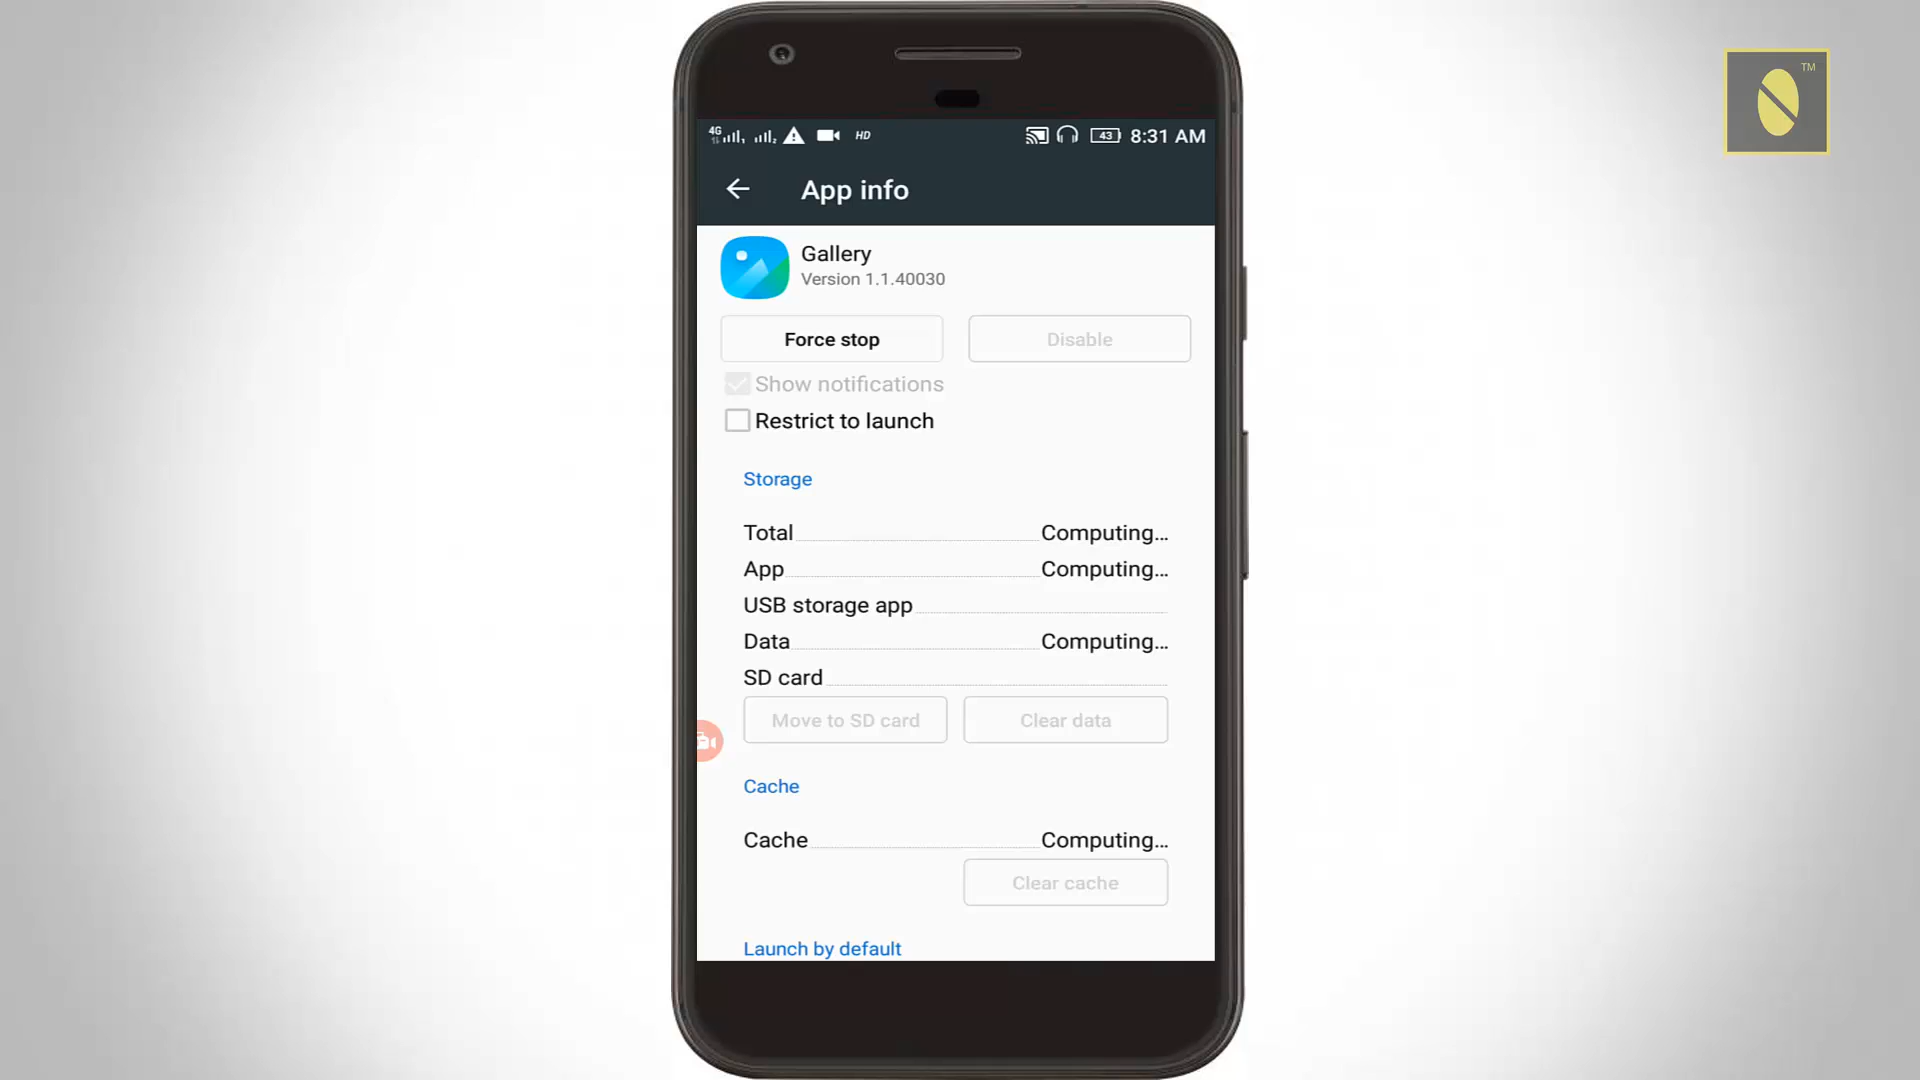 4G HD 43 8:31 AM
App info
Gallery
Version 1.1.40030
Force stop Disable
Show notifications
Restrict to launch
Storage
Total Computing...
App Computing...
USB storage app
Data Computing...
SD card
Move to SD card Clear data
Cache
Cache Computing...
Clear cache
Launch by default
TM